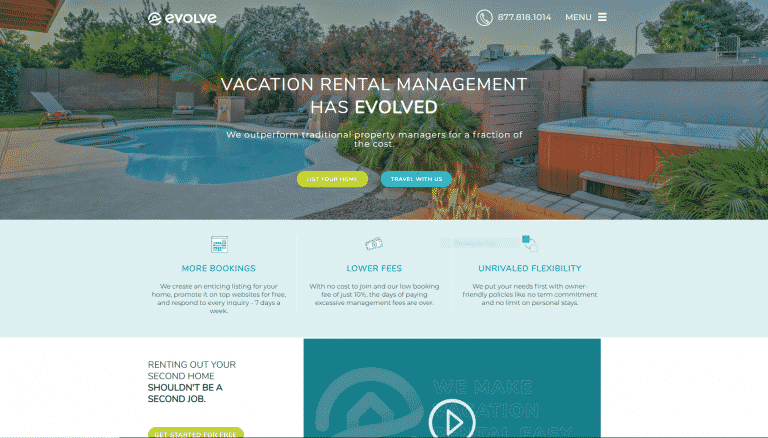 evolve
877.818.1014 MENU
VACATION RENTAL MANAGEMENT
HAS EVOLVED
We outperform traditional property managers for a fraction of
the cost.
LIST YOUR HOME TRAVEL WITH US
MORE BOOKINGS
We create an enticing listing for your
home, promote it on top websites for free,
and respond to every inquiry - 7 days a
week.
LOWER FEES
With no cost to join and our low booking
fee of just 10%, the days of paying
excessive management fees are over.
UNRIVALED FLEXIBILITY
We put your needs first with owner-
friendly policies like no term commitment
and no limit on personal stays.
RENTING OUT YOUR
SECOND HOME
SHOULDN'T BE A
SECOND JOB.
GET STARTED FOR FREE
WE MAKE
VACATION
RENTAL EASY